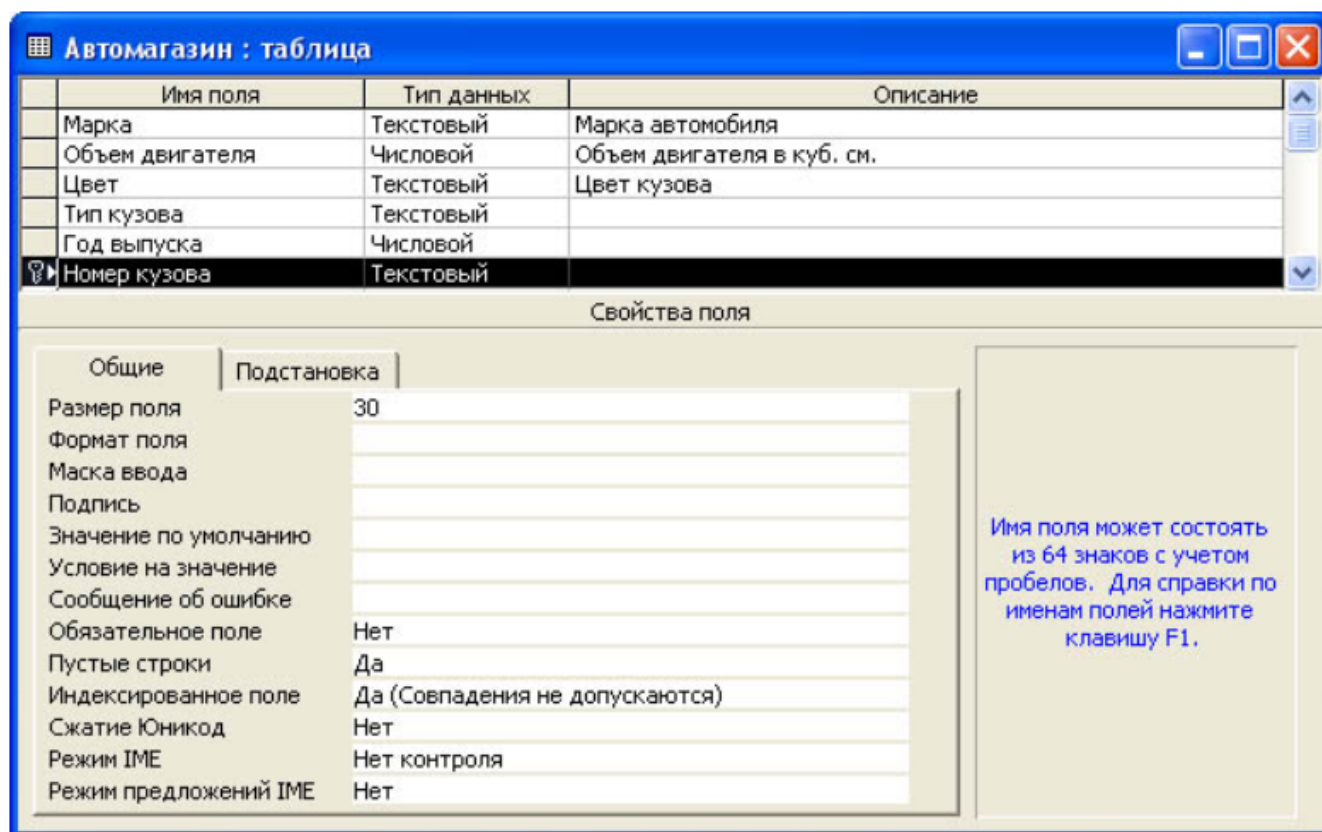 Автомагазин : таблица
Имя поля Тип данных Описание
Марка Текстовый Марка автомобиля
Объем двигателя Числовой Объем двигателя в куб. см.
Цвет Текстовый Цвет кузова
Тип кузова Текстовый
Год выпуска Числовой
Номер кузова Текстовый
Свойства поля
Общие Подстановка
Размер поля 30
Формат поля
Маска ввода
Подпись
Значение по умолчанию
Условие на значение
Сообщение об ошибке
Обязательное поле Нет
Пустые строки Да
Индексированное поле Да (Совпадения не допускаются)
Сжатие Юникод Нет
Режим IME Нет контроля
Режим предложений IME Нет
Имя поля может состоять
из 64 знаков с учетом
пробелов. Для справки по
именам полей нажмите
клавишу F1.